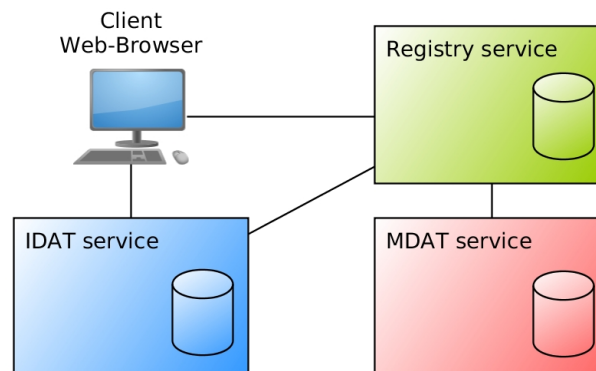 Client
Web-Browser
Registry service
IDAT service
MDAT service